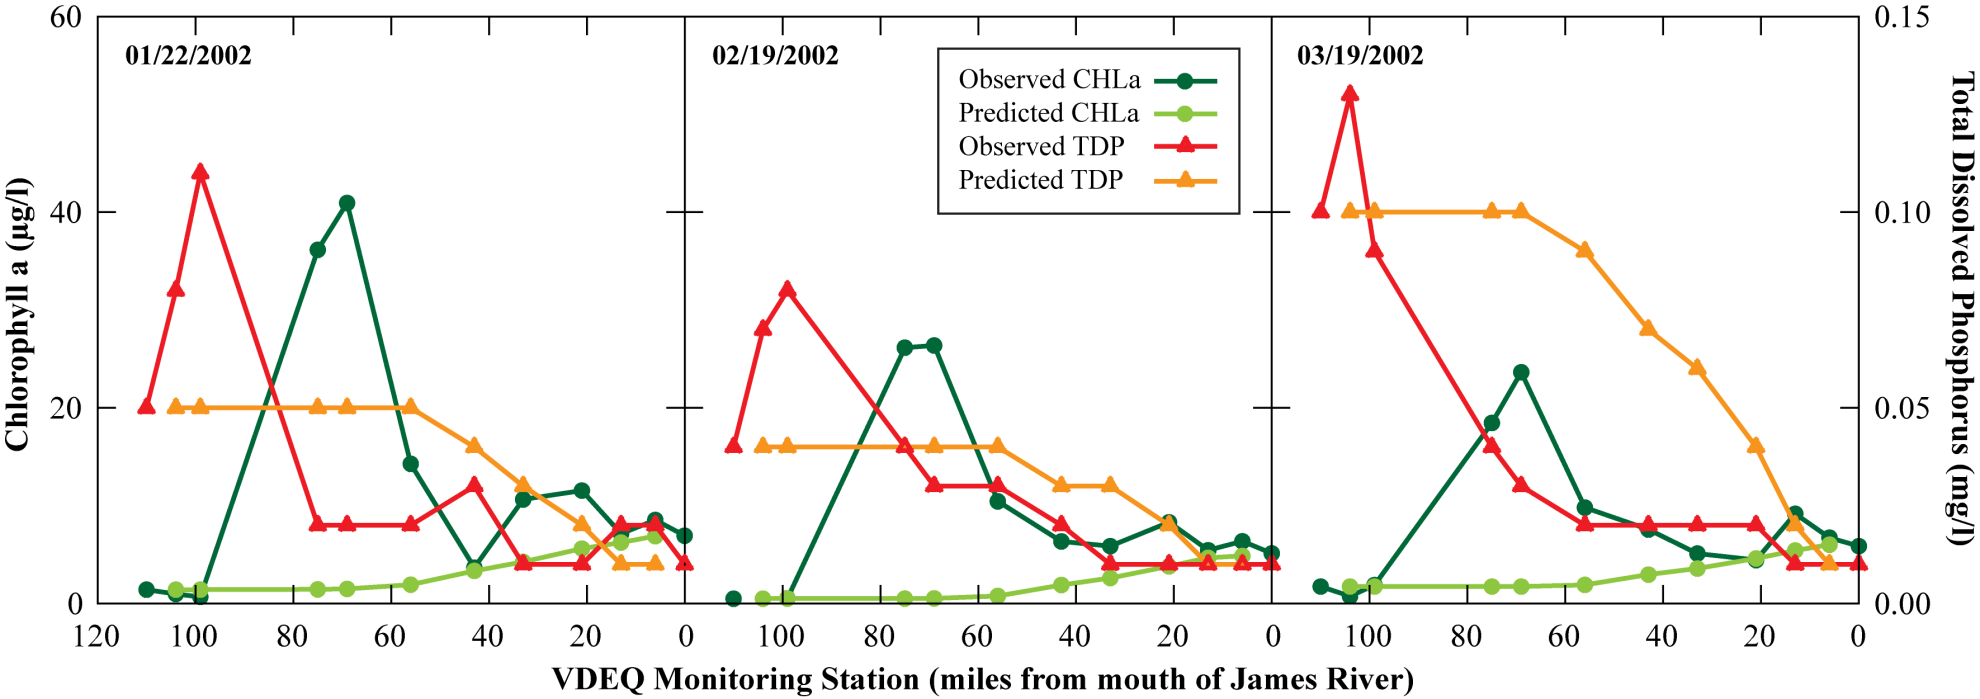 60
0.15
01/22/2002
02/19/2002
03/19/2002
Observed CHLa
Predicted CHLa
Observed TDP
Predicted TDP
Chlorophyll a (µg/l)
Total Dissolved Phosphorus (mg/l)
40
0.10
20
0.05
0
0.00
120 100 80 60 40 20 0 100 80 60 40 20 0 100 80 60 40 20 0
VDEQ Monitoring Station (miles from mouth of James River)